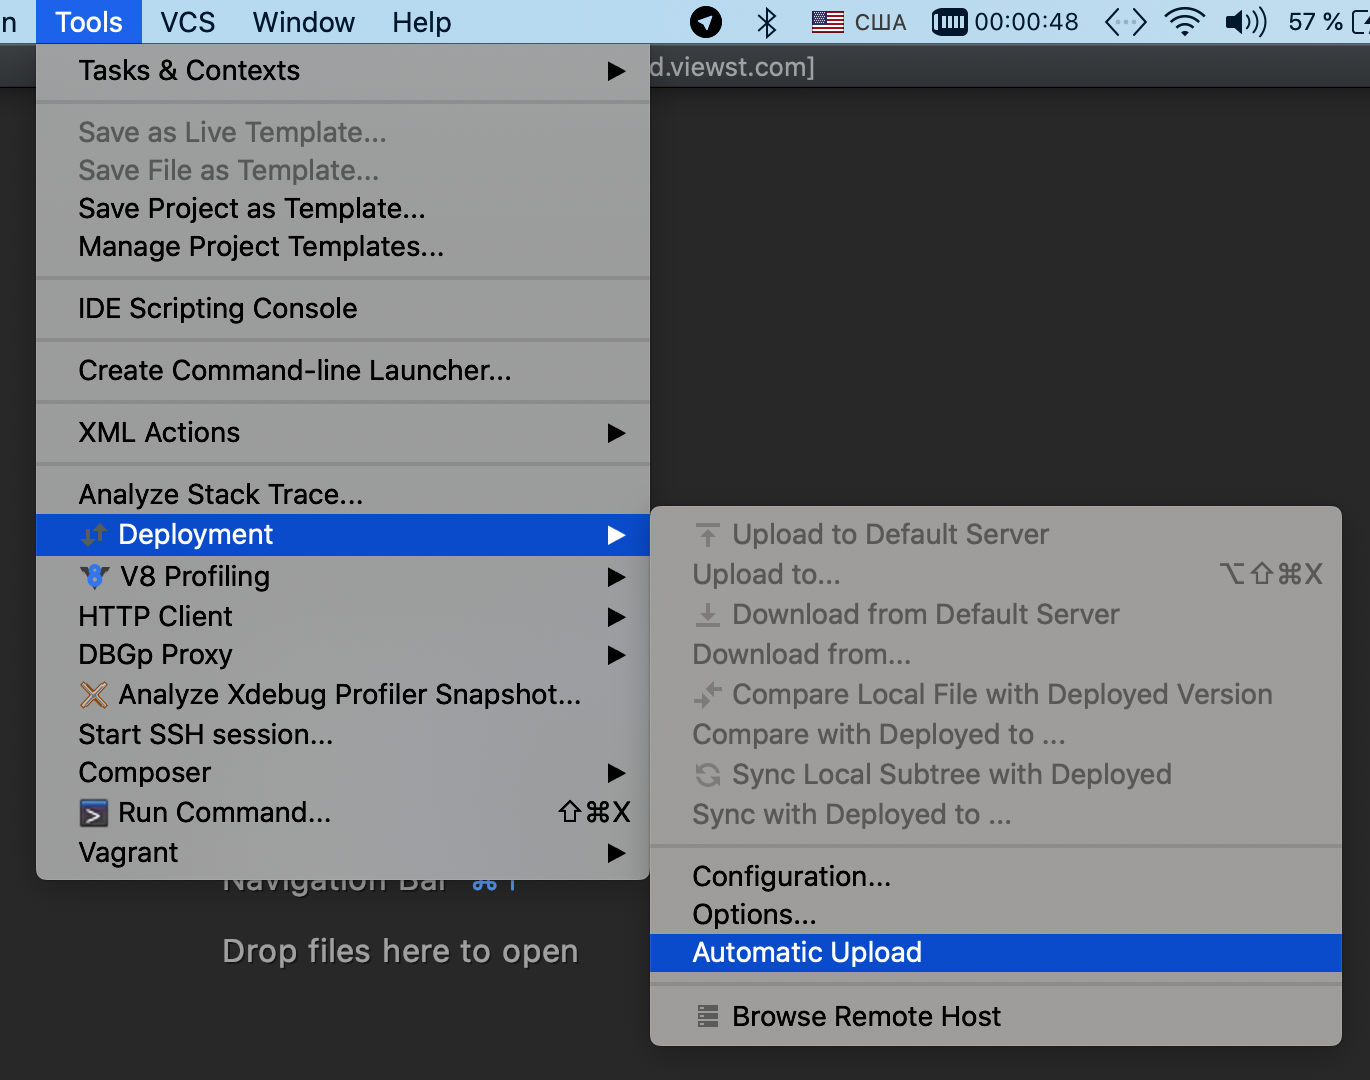 n Tools VCS Window Help США 00:00:48 57 %
d.viewst.com]
Tasks & Contexts
Save as Live Template...
Save File as Template...
Save Project as Template...
Manage Project Templates...
IDE Scripting Console
Create Command-line Launcher...
XML Actions
Analyze Stack Trace...
Deployment
V8 Profiling
HTTP Client
DBGp Proxy
Analyze Xdebug Profiler Snapshot...
Start SSH session...
Composer
Run Command... ⇧⌘X
Vagrant
Upload to Default Server
Upload to... ⌥⇧⌘X
Download from Default Server
Download from...
Compare Local File with Deployed Version
Compare with Deployed to ...
Sync Local Subtree with Deployed
Sync with Deployed to ...
Configuration...
Options...
Automatic Upload
Browse Remote Host
Navigation Bar ⌘↑
Drop files here to open